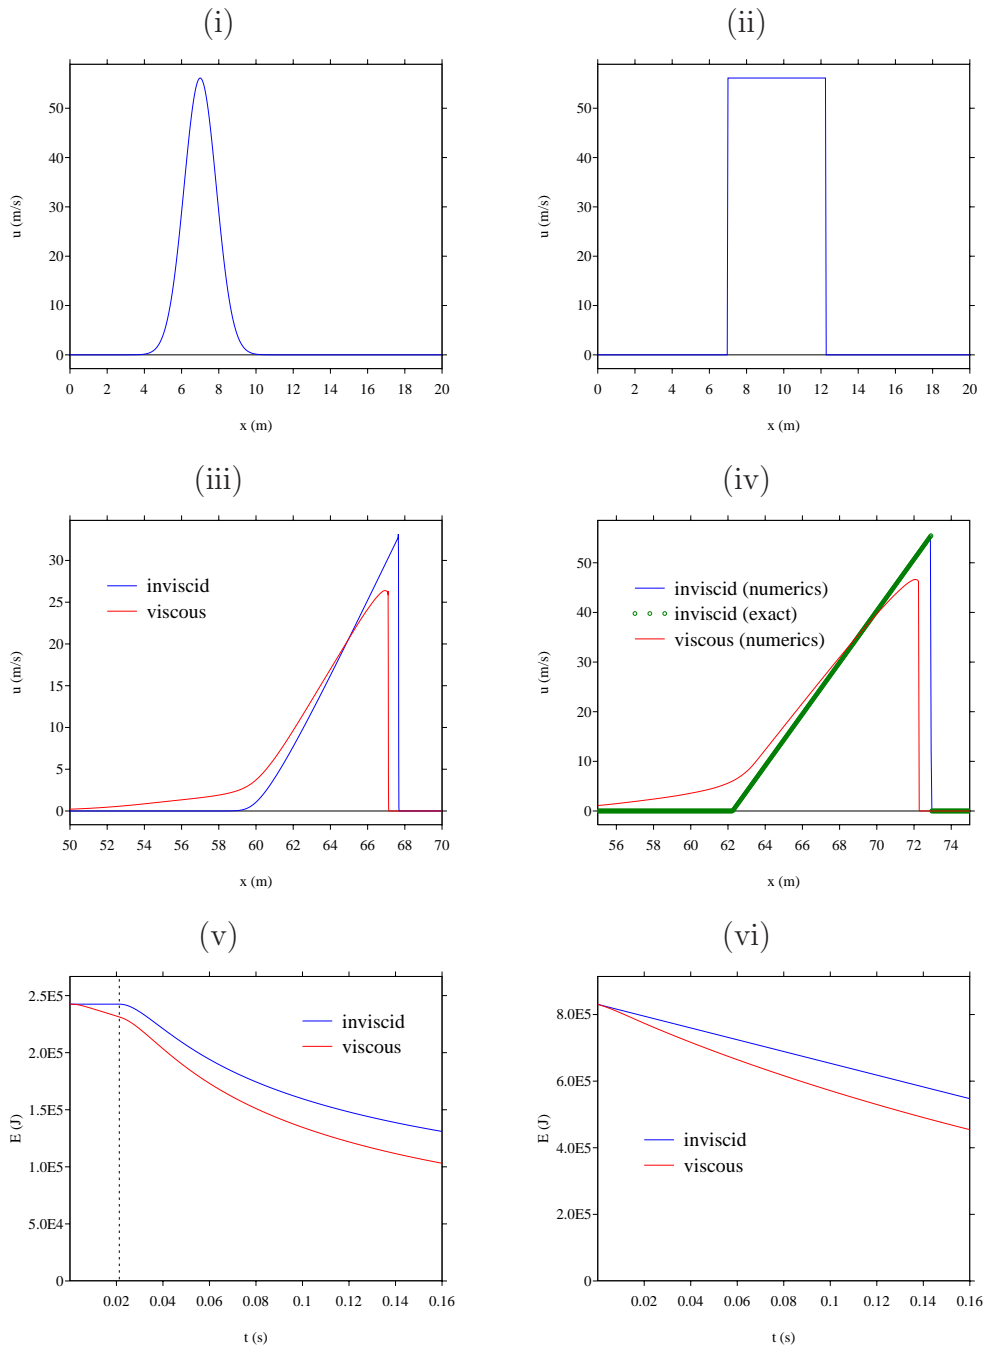 (i)
50
40
30
20
10
0
u (m/s)
0 2 4 6 8 10 12 14 16 18 20
x (m)
(ii)
50
40
30
20
10
0
u (m/s)
0 2 4 6 8 10 12 14 16 18 20
x (m)
(iii)
30
25
20
15
10
5
0
u (m/s)
inviscid
viscous
50 52 54 56 58 60 62 64 66 68 70
x (m)
(iv)
50
40
30
20
10
0
u (m/s)
inviscid (numerics)
inviscid (exact)
viscous (numerics)
56 58 60 62 64 66 68 70 72 74
x (m)
(v)
2.5E5
2.0E5
1.5E5
1.0E5
5.0E4
0
E (J)
inviscid
viscous
0.02 0.04 0.06 0.08 0.1 0.12 0.14 0.16
t (s)
(vi)
8.0E5
6.0E5
4.0E5
2.0E5
0
E (J)
inviscid
viscous
0.02 0.04 0.06 0.08 0.1 0.12 0.14 0.16
t (s)